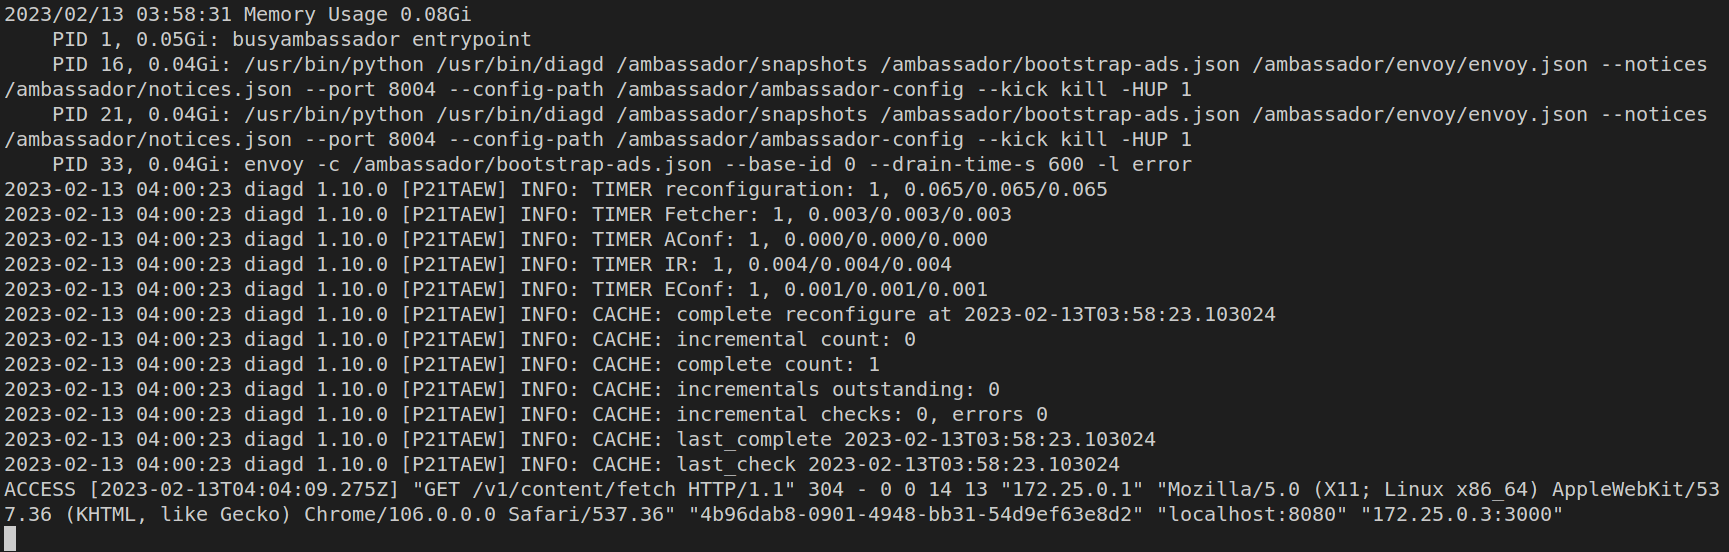 2023/02/13 03:58:31 Memory Usage 0.08Gi
    PID 1, 0.05Gi: busyambassador entrypoint
    PID 16, 0.04Gi: /usr/bin/python /usr/bin/diagd /ambassador/snapshots /ambassador/bootstrap-ads.json /ambassador/envoy/envoy.json --notices
/ambassador/notices.json --port 8004 --config-path /ambassador/ambassador-config --kick kill -HUP 1
    PID 21, 0.04Gi: /usr/bin/python /usr/bin/diagd /ambassador/snapshots /ambassador/bootstrap-ads.json /ambassador/envoy/envoy.json --notices
/ambassador/notices.json --port 8004 --config-path /ambassador/ambassador-config --kick kill -HUP 1
    PID 33, 0.04Gi: envoy -c /ambassador/bootstrap-ads.json --base-id 0 --drain-time-s 600 -l error
2023-02-13 04:00:23 diagd 1.10.0 [P21TAEW] INFO: TIMER reconfiguration: 1, 0.065/0.065/0.065
2023-02-13 04:00:23 diagd 1.10.0 [P21TAEW] INFO: TIMER Fetcher: 1, 0.003/0.003/0.003
2023-02-13 04:00:23 diagd 1.10.0 [P21TAEW] INFO: TIMER AConf: 1, 0.000/0.000/0.000
2023-02-13 04:00:23 diagd 1.10.0 [P21TAEW] INFO: TIMER IR: 1, 0.004/0.004/0.004
2023-02-13 04:00:23 diagd 1.10.0 [P21TAEW] INFO: TIMER EConf: 1, 0.001/0.001/0.001
2023-02-13 04:00:23 diagd 1.10.0 [P21TAEW] INFO: CACHE: complete reconfigure at 2023-02-13T03:58:23.103024
2023-02-13 04:00:23 diagd 1.10.0 [P21TAEW] INFO: CACHE: incremental count: 0
2023-02-13 04:00:23 diagd 1.10.0 [P21TAEW] INFO: CACHE: complete count: 1
2023-02-13 04:00:23 diagd 1.10.0 [P21TAEW] INFO: CACHE: incrementals outstanding: 0
2023-02-13 04:00:23 diagd 1.10.0 [P21TAEW] INFO: CACHE: incremental checks: 0, errors 0
2023-02-13 04:00:23 diagd 1.10.0 [P21TAEW] INFO: CACHE: last_complete 2023-02-13T03:58:23.103024
2023-02-13 04:00:23 diagd 1.10.0 [P21TAEW] INFO: CACHE: last_check 2023-02-13T03:58:23.103024
ACCESS [2023-02-13T04:04:09.275Z] "GET /v1/content/fetch HTTP/1.1" 304 - 0 0 14 13 "172.25.0.1" "Mozilla/5.0 (X11; Linux x86_64) AppleWebKit/53
7.36 (KHTML, like Gecko) Chrome/106.0.0.0 Safari/537.36" "4b96dab8-0901-4948-bb31-54d9ef63e8d2" "localhost:8080" "172.25.0.3:3000"